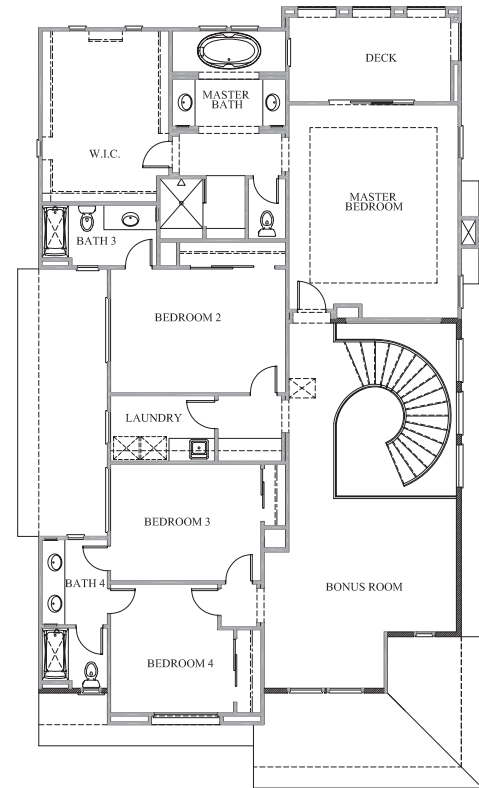 DECK
MASTER
BATH
W.I.C.
MASTER
BEDROOM
BATH 3
BEDROOM 2
LAUNDRY
BEDROOM 3
BATH 4
BONUS ROOM
BEDROOM 4